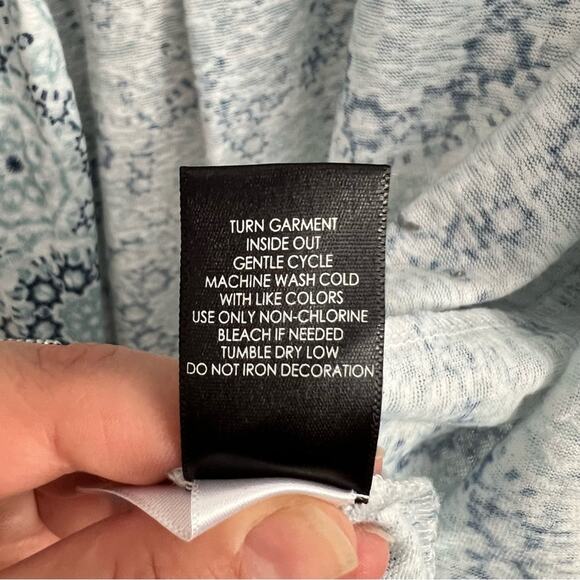 TURN GARMENT
INSIDE OUT
GENTLE CYCLE
MACHINE WASH COLD
WITH LIKE COLORS
USE ONLY NON-CHLORINE
BLEACH IF NEEDED
TUMBLE DRY LOW
DO NOT IRON DECORATION